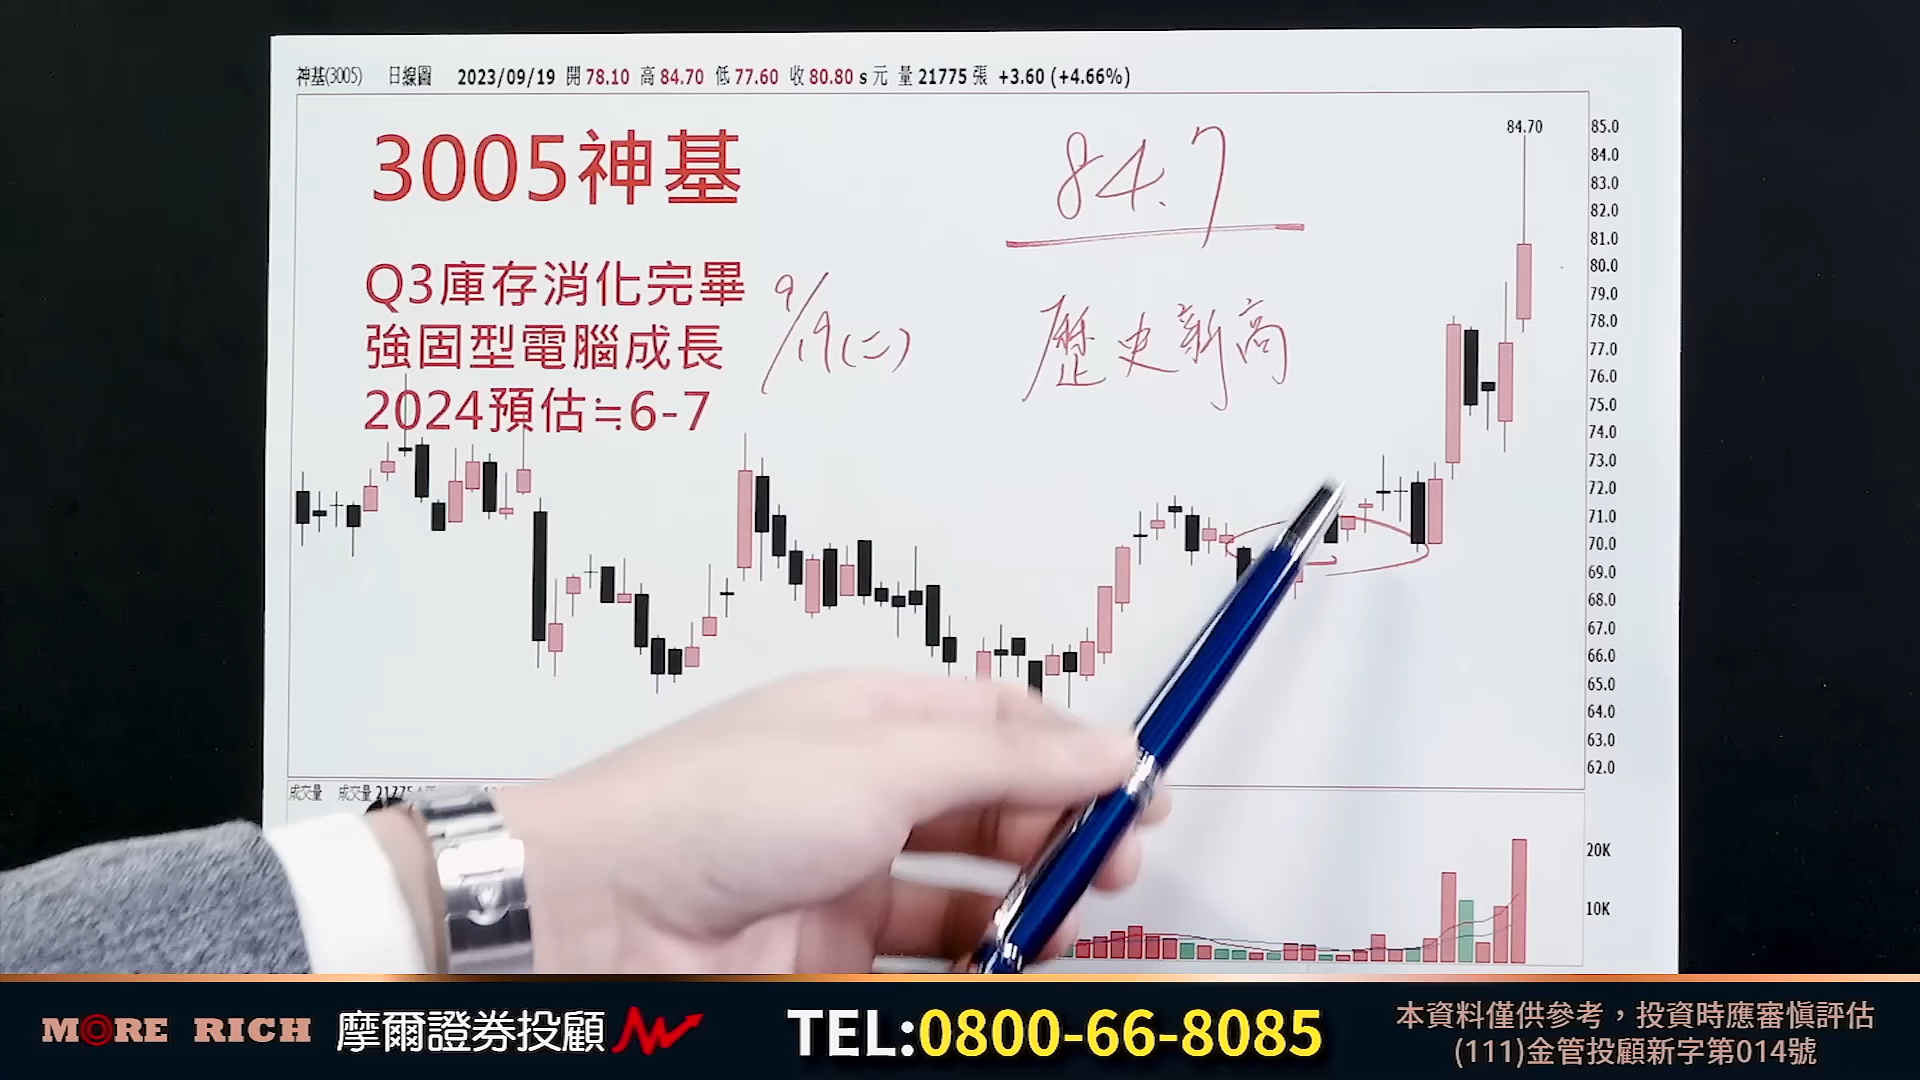 神基(3005) 日線圖 2023/09/19 開 78.10 高 84.70 低 77.60 收 80.80 s 元 量 21775 張 +3.60 (+4.66%)
84.70
3005神基
84.7
Q3庫存消化完畢
強固型電腦成長
2024預估≒6-7
9/19(二)
歷史新高
85.0
84.0
83.0
82.0
81.0
80.0
79.0
78.0
77.0
76.0
75.0
74.0
73.0
72.0
71.0
70.0
69.0
68.0
67.0
66.0
65.0
64.0
63.0
62.0
成交量 成交量
20K
10K
MORE RICH 摩爾證券投顧
TEL:0800-66-8085
本資料僅供參考，投資時應審慎評估
(111)金管投顧新字第014號